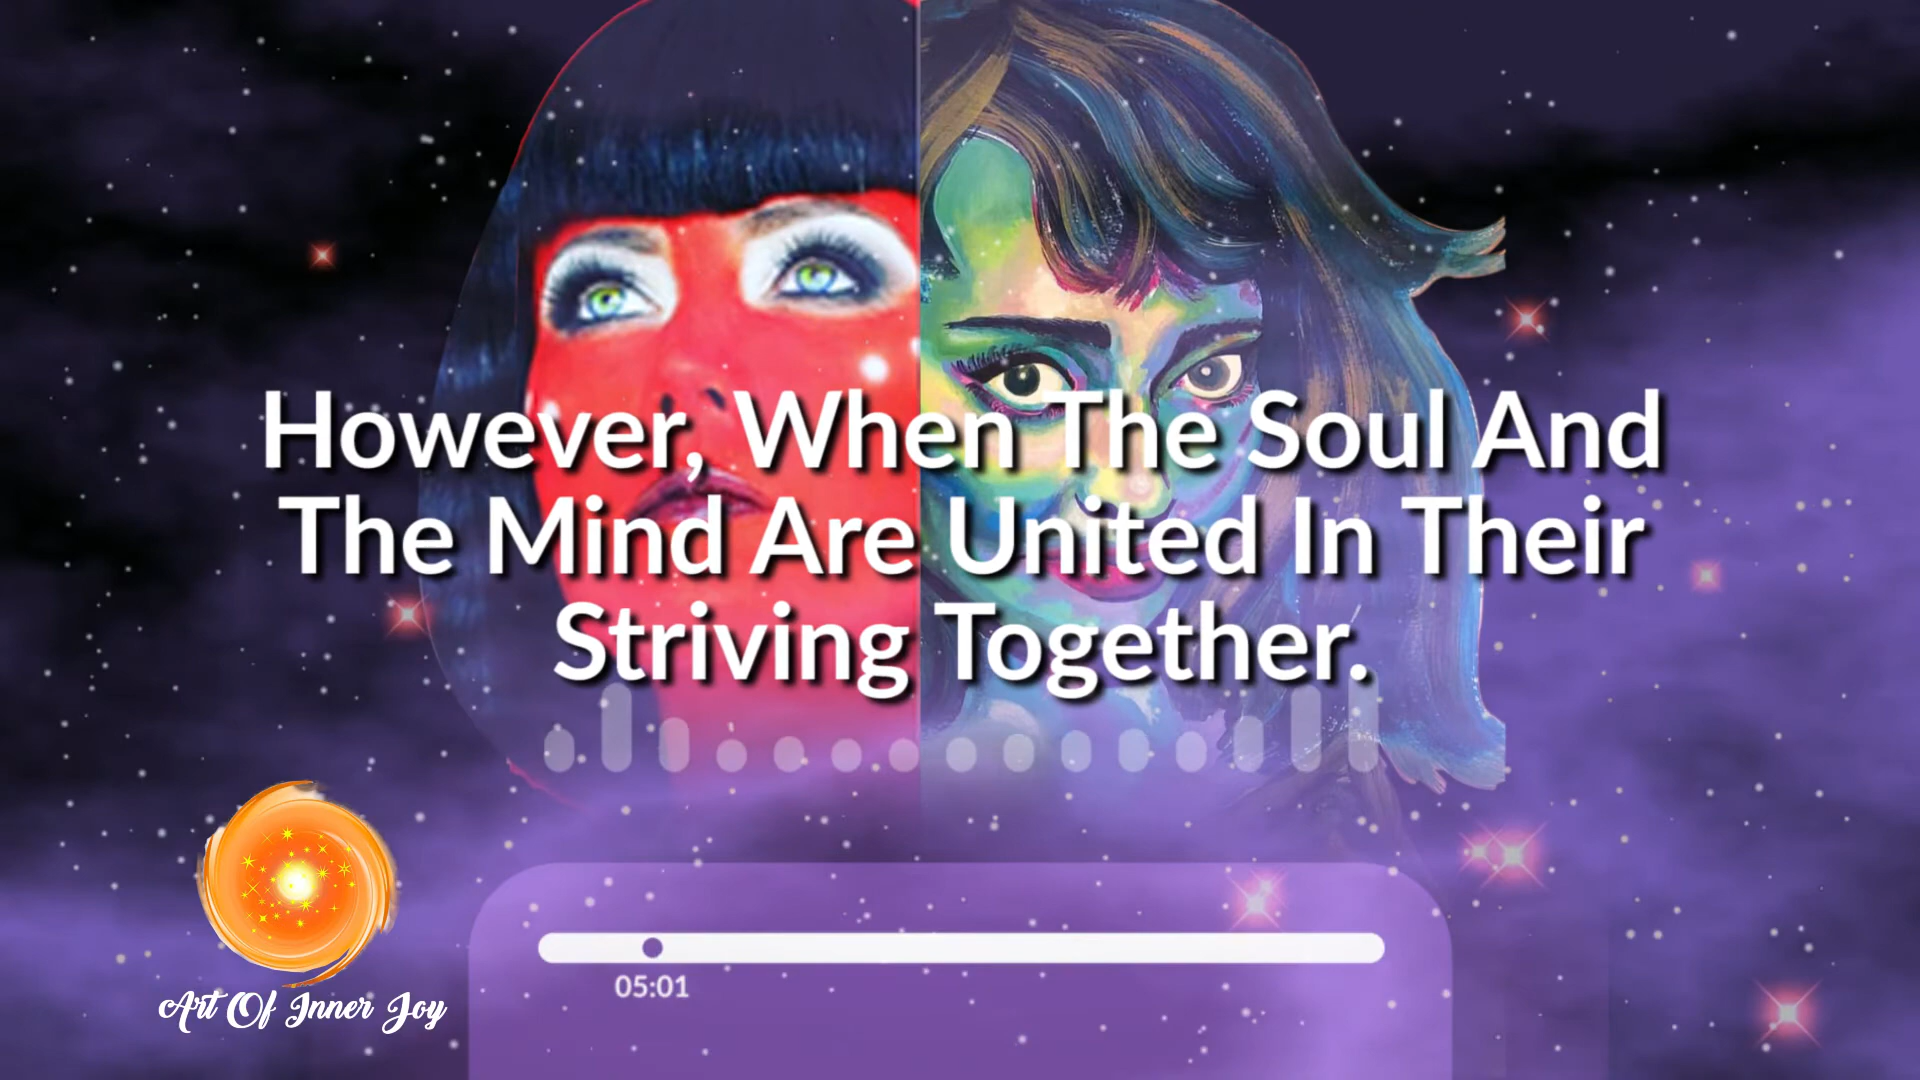 However, When The Soul And
The Mind Are United In Their
Striving Together.
05:01
Art Of Inner Joy